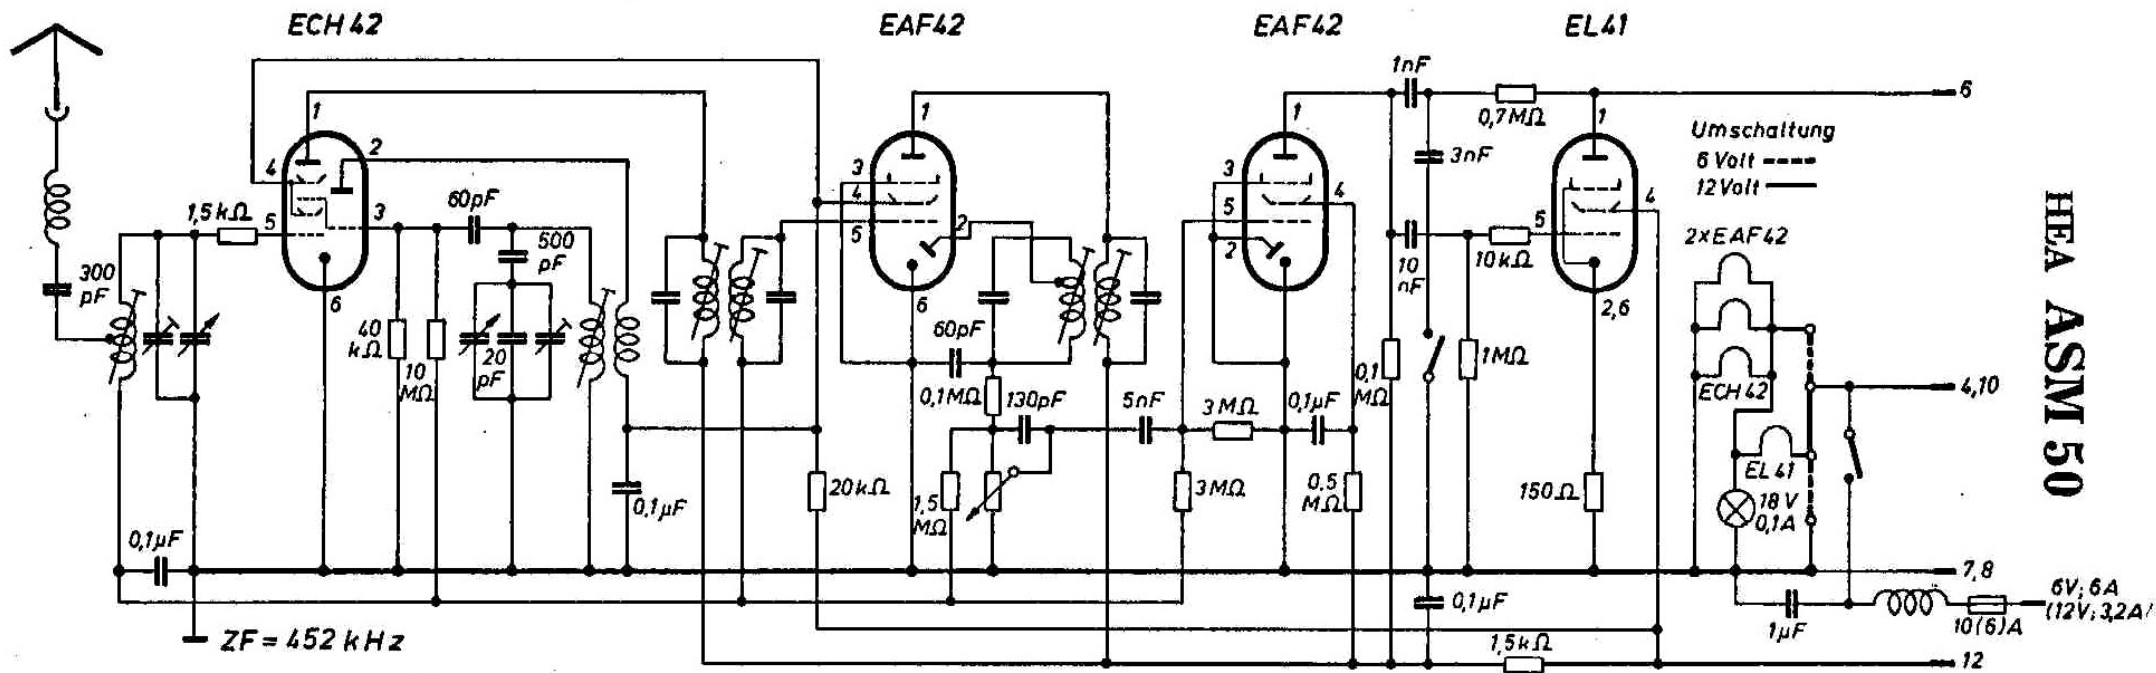 ECH 42
EAF42
EAF42
EL41
1
2
4
5
3
6
1,5kΩ
60pF
500
pF
300
pF
40
kΩ
10
MΩ
20
pF
0,1µF
0,1µF
ZF = 452 kHz
1
3
4
5
2
6
60pF
0,1MΩ
130pF
5nF
20kΩ
1,5
MΩ
1
3
5
2
4
3MΩ
0,1µF
3MΩ
0,5
MΩ
1nF
0,7MΩ
3nF
10
nF
10kΩ
0,1
MΩ
1MΩ
0,1µF
1,5kΩ
1
5
4
2,6
150Ω
6
Umschaltung
6 Volt
12 Volt
2xEAF42
ECH 42
EL 41
18 V
0,1A
4,10
7,8
6V; 6A
(12V; 3,2A/
10(6)A
1µF
12
HEA ASM 50